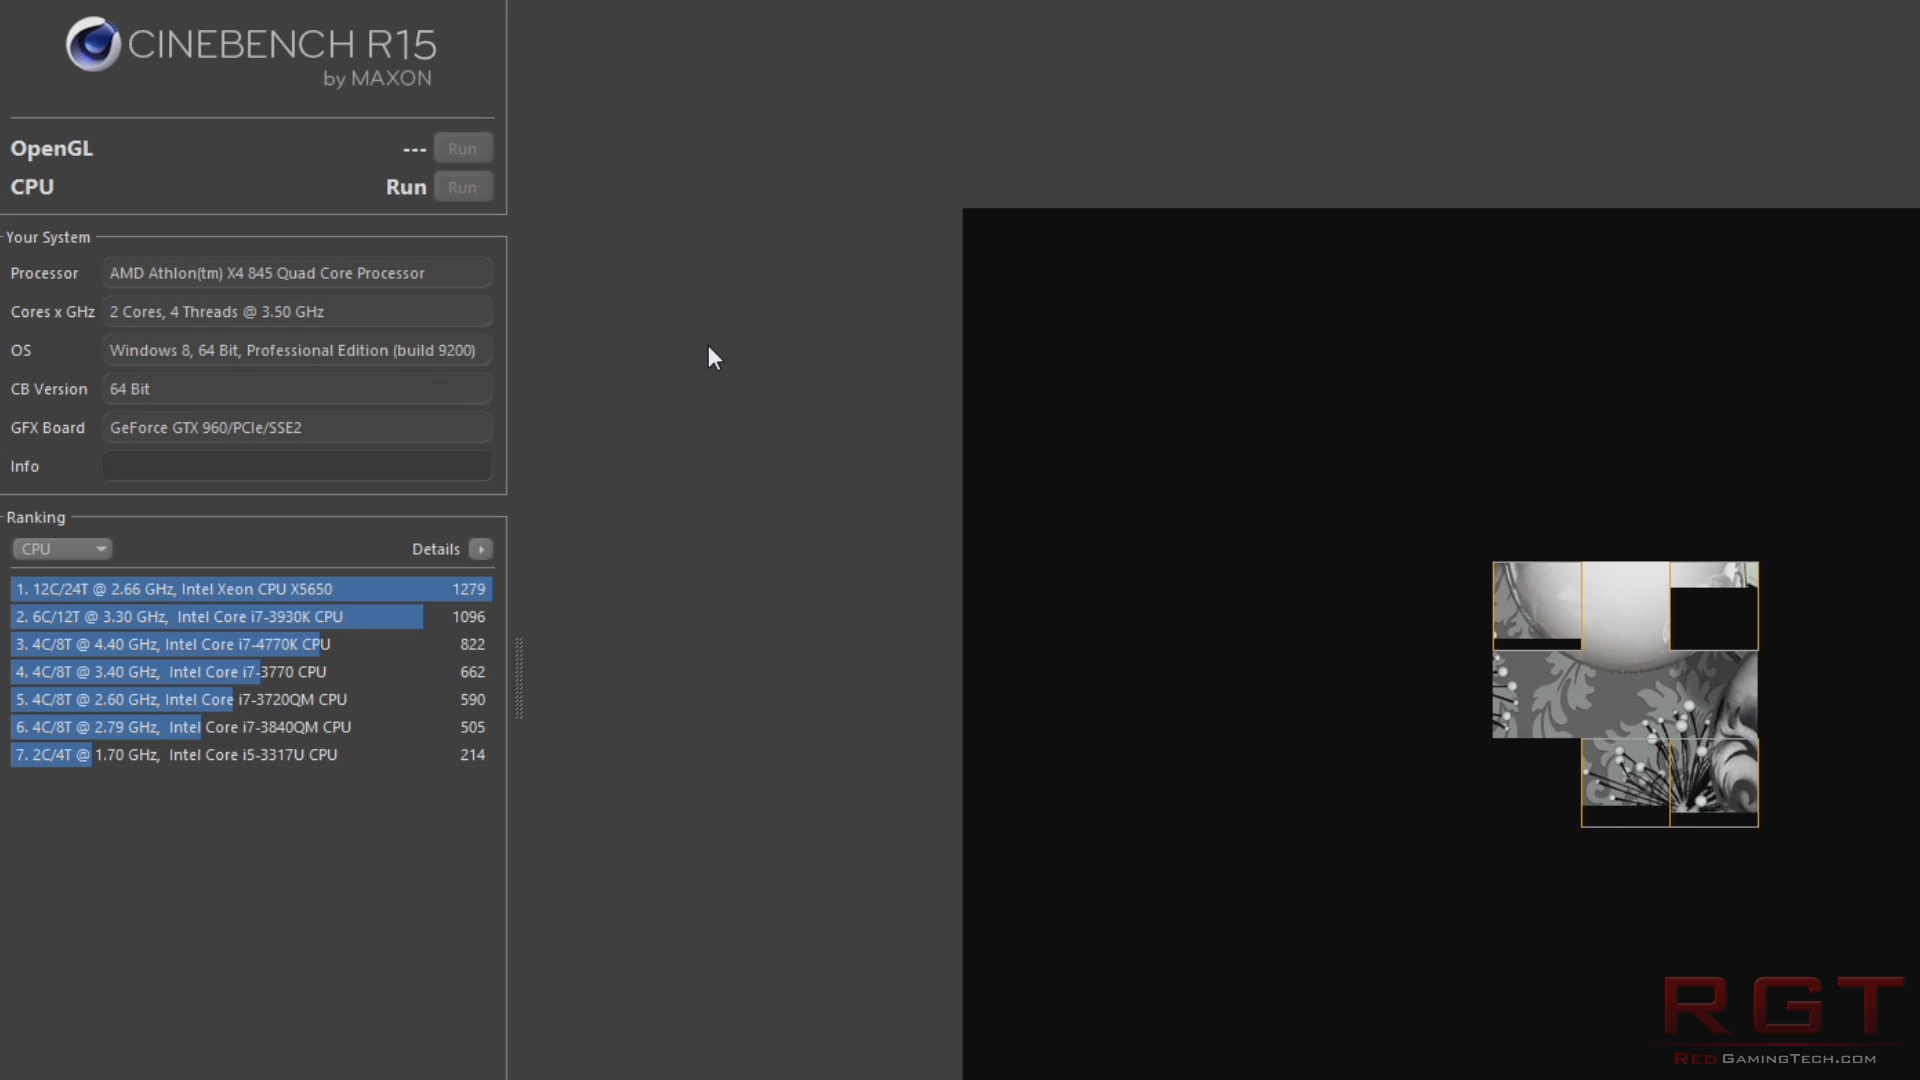 CINEBENCH R15
by MAXON
OpenGL --- Run
CPU Run Run
Your System
Processor AMD Athlon(tm) X4 845 Quad Core Processor
Cores x GHz 2 Cores, 4 Threads @ 3.50 GHz
OS Windows 8, 64 Bit, Professional Edition (build 9200)
CB Version 64 Bit
GFX Board GeForce GTX 960/PCIe/SSE2
Info
Ranking
CPU Details
1. 12C/24T @ 2.66 GHz, Intel Xeon CPU X5650 1279
2. 6C/12T @ 3.30 GHz, Intel Core i7-3930K CPU 1096
3. 4C/8T @ 4.40 GHz, Intel Core i7-4770K CPU 822
4. 4C/8T @ 3.40 GHz, Intel Core i7-3770 CPU 662
5. 4C/8T @ 2.60 GHz, Intel Core i7-3720QM CPU 590
6. 4C/8T @ 2.79 GHz, Intel Core i7-3840QM CPU 505
7. 2C/4T @ 1.70 GHz, Intel Core i5-3317U CPU 214
RGT
RED GAMINGTECH.COM